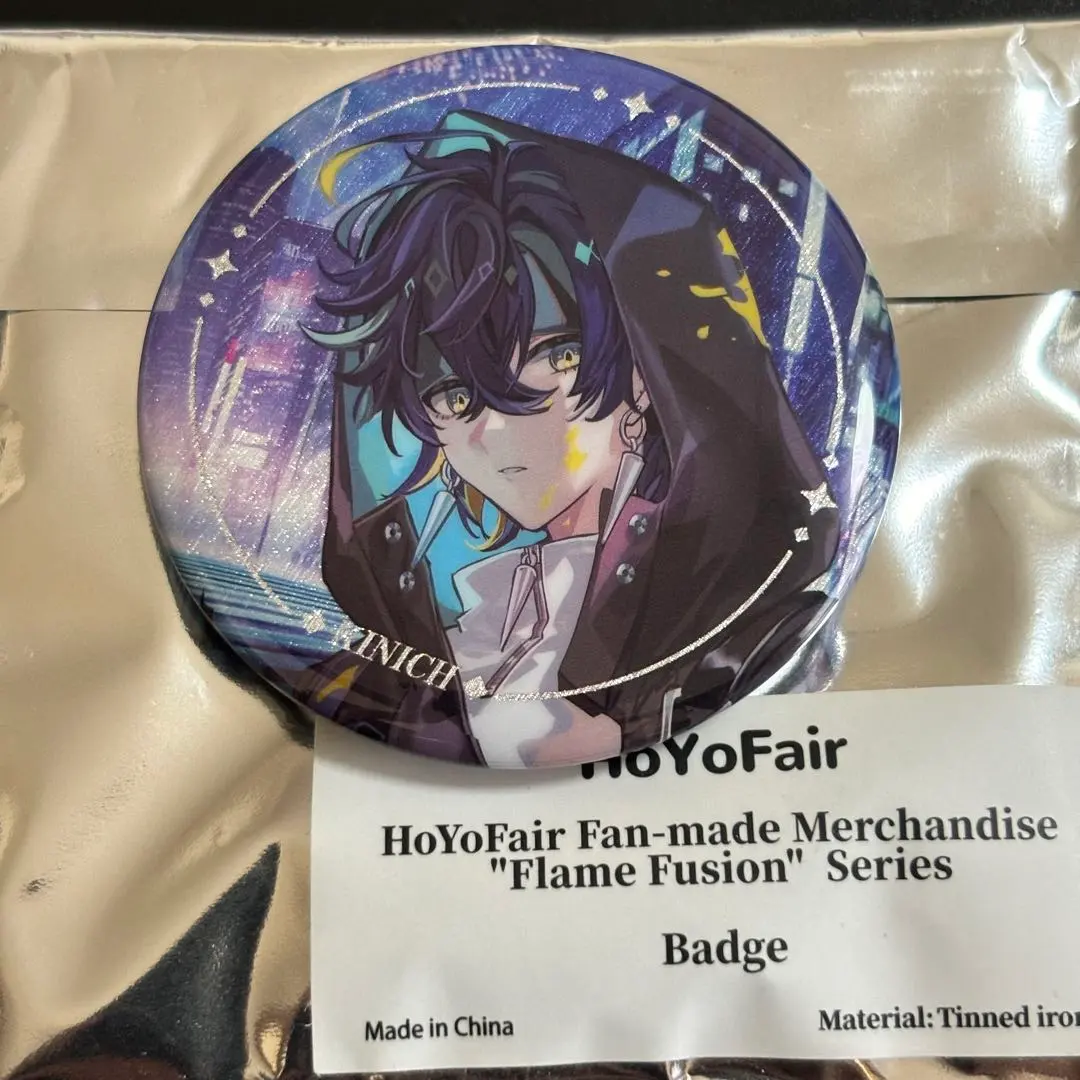 KINICH
HoYoFair
HoYoFair Fan-made Merchandise
"Flame Fusion" Series
Badge
Made in China
Material: Tinned iron